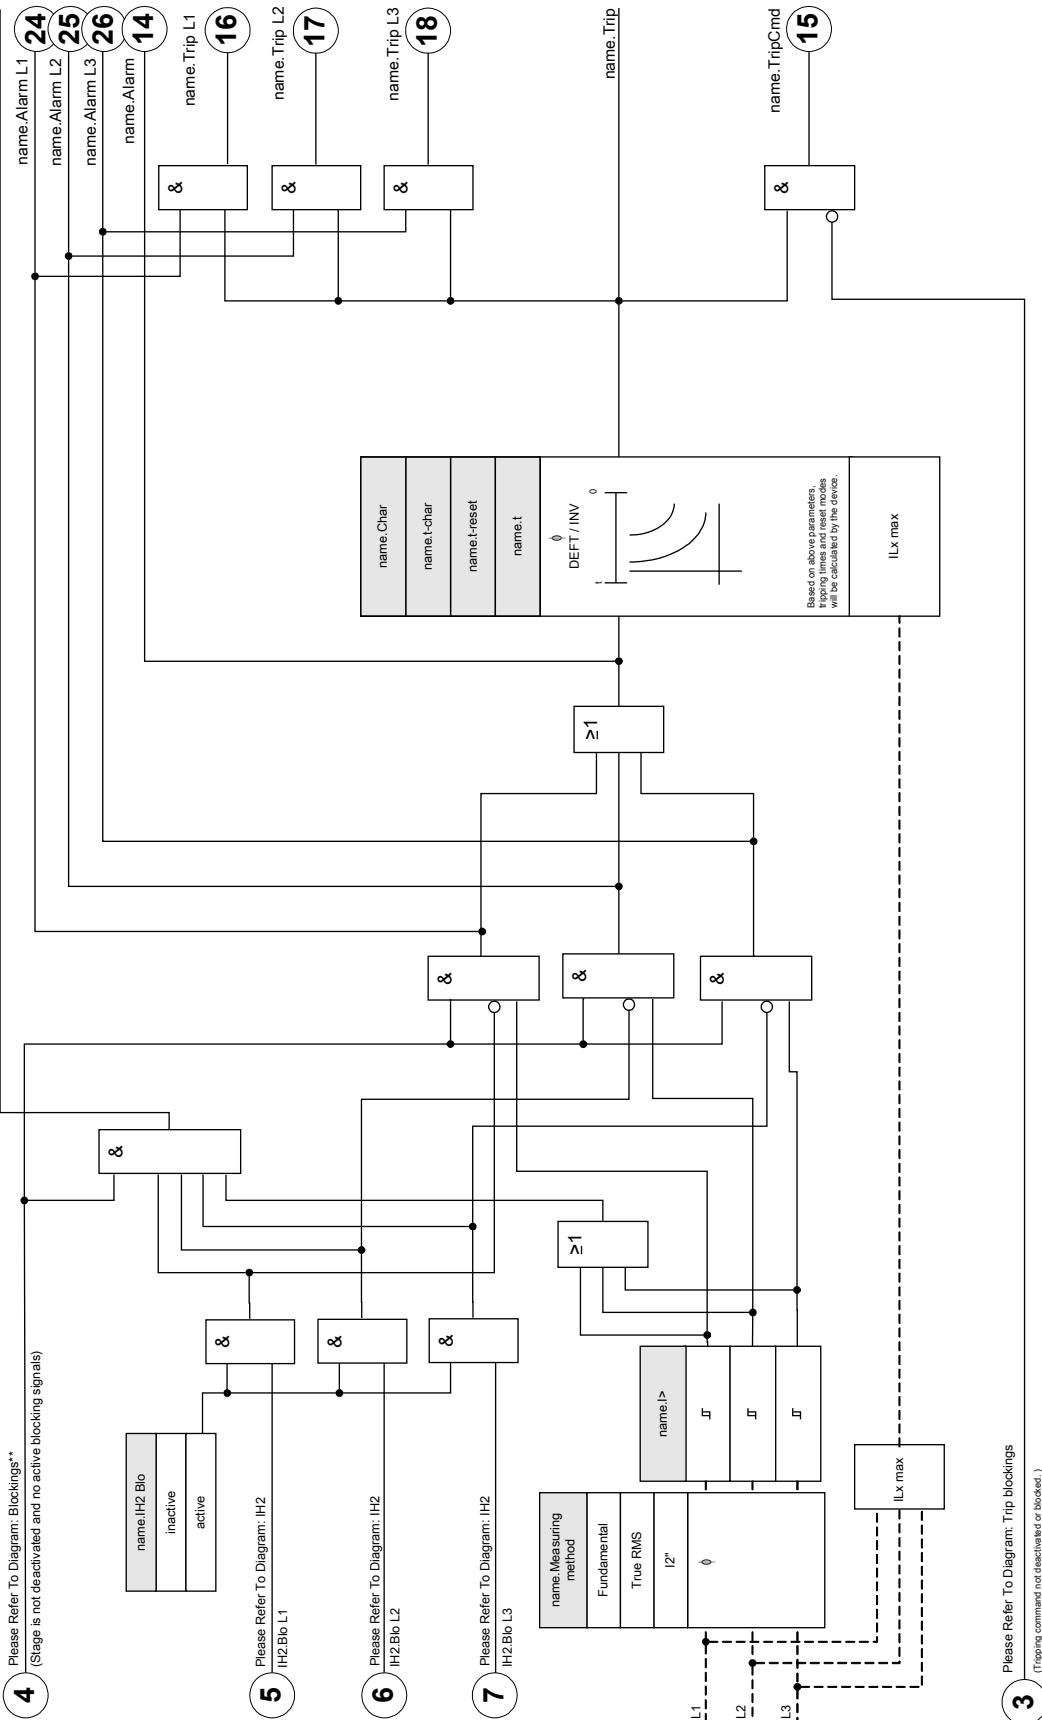 4
Please Refer To Diagram: Blockings**
(Stage is not deactivated and no active blocking signals)
name.IH2 Blo
inactive
active
5
Please Refer To Diagram: IH2
IH2.Blo L1
6
Please Refer To Diagram: IH2
IH2.Blo L2
7
Please Refer To Diagram: IH2
IH2.Blo L3
&
&
&
&
name.Measuring
method
Fundamental
True RMS
I2"
ϕ
L1
L2
L3
name.I>
≥1
ILx max
&
&
&
≥1
name.Char
name.t-char
name.t-reset
name.t
ϕ
DEFT / INV
t
0
Based on above parameters,
tripping times and reset modes
will be calculated by the device.
ILx max
&
&
&
&
name.Alarm L1
24
name.Alarm L2
25
name.Alarm L3
26
name.Alarm
14
name.Trip L1
16
name.Trip L2
17
name.Trip L3
18
name.Trip
name.TripCmd
15
3
Please Refer To Diagram: Trip blockings
(Tripping command not deactivated or blocked. )